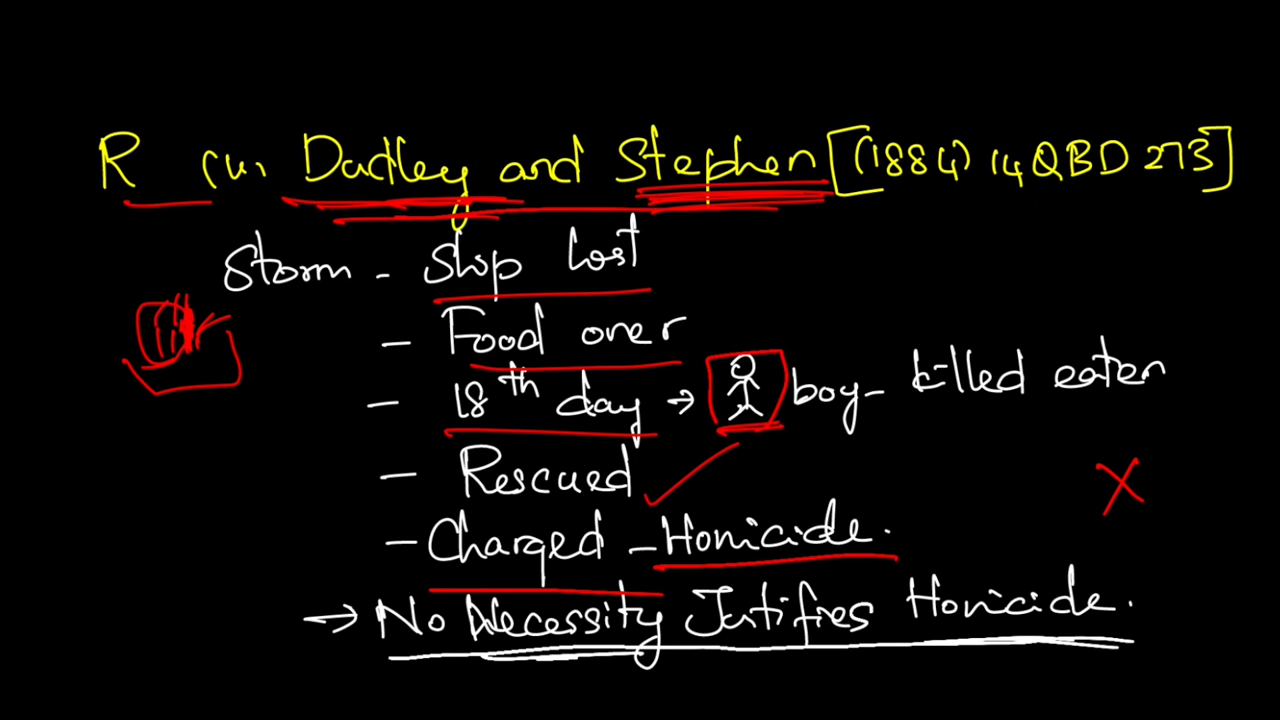 R (v) Dudley and Stephen [(1884) 14 QBD 273]
Storm - Ship lost
- Food over
- 18th day → boy - killed eaten
- Rescued
- Charged - Homicide.
→ No Necessity Jutifies Homicide.